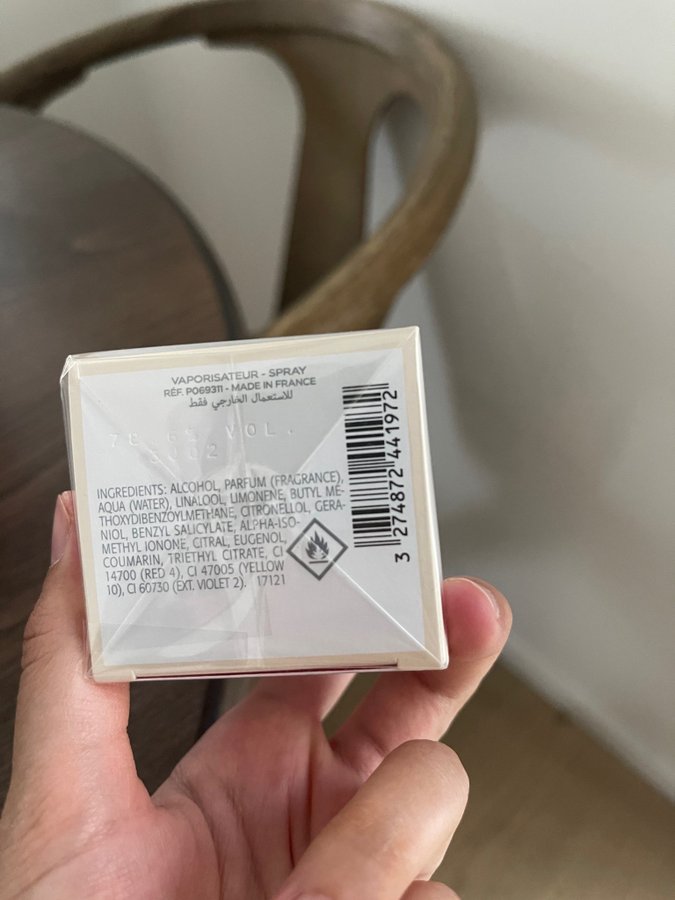 VAPORISATEUR - SPRAY
RÉF. P069311 - MADE IN FRANCE
للاستعمال الخارجي فقط
VOL.
5002
INGREDIENTS: ALCOHOL, PARFUM (FRAGRANCE),
AQUA (WATER), LINALOOL, LIMONENE, BUTYL ME-
THOXYDIBENZOYLMETHANE, CITRONELLOL, GERA-
NIOL, BENZYL SALICYLATE, ALPHA-ISO-
METHYL IONONE, CITRAL, EUGENOL,
COUMARIN, TRIETHYL CITRATE, CI
14700 (RED 4), CI 47005 (YELLOW
10), CI 60730 (EXT. VIOLET 2). 17121
3 274872 441972